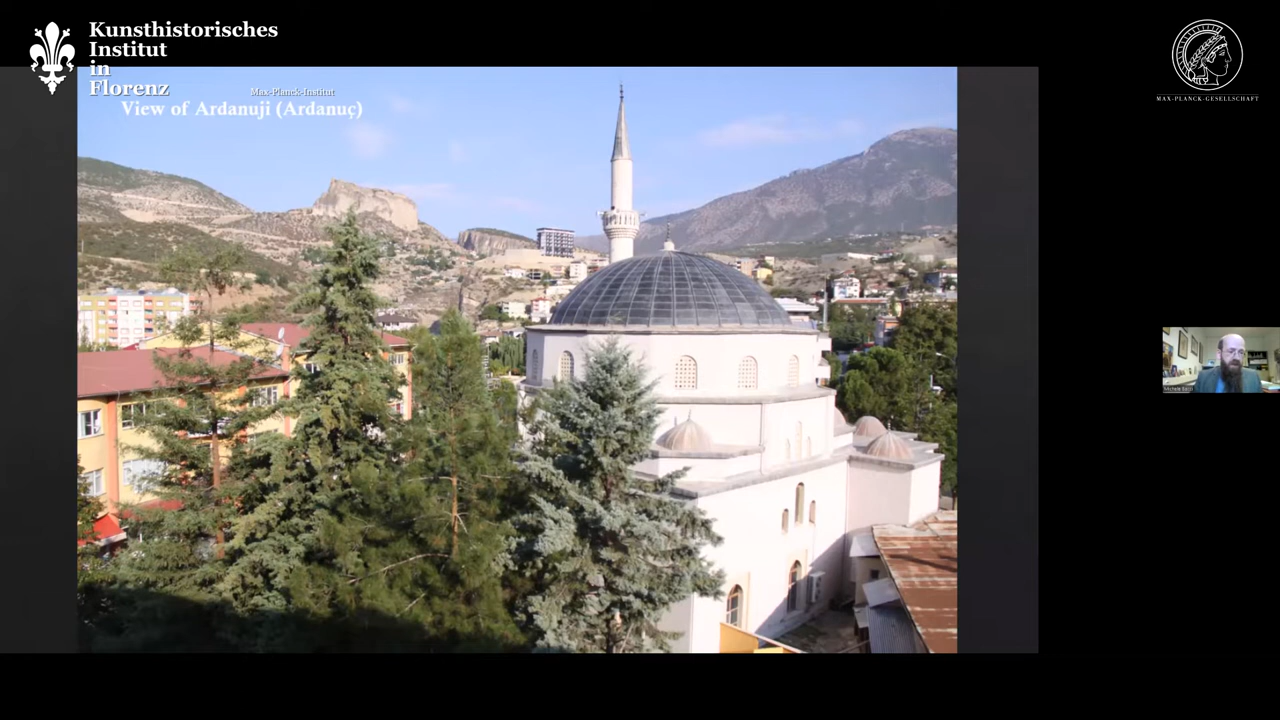 Kunsthistorisches
Institut
in
Florenz
Max-Planck-Institut
View of Ardanuji (Ardanuç)
MAX-PLANCK-GESELLSCHAFT